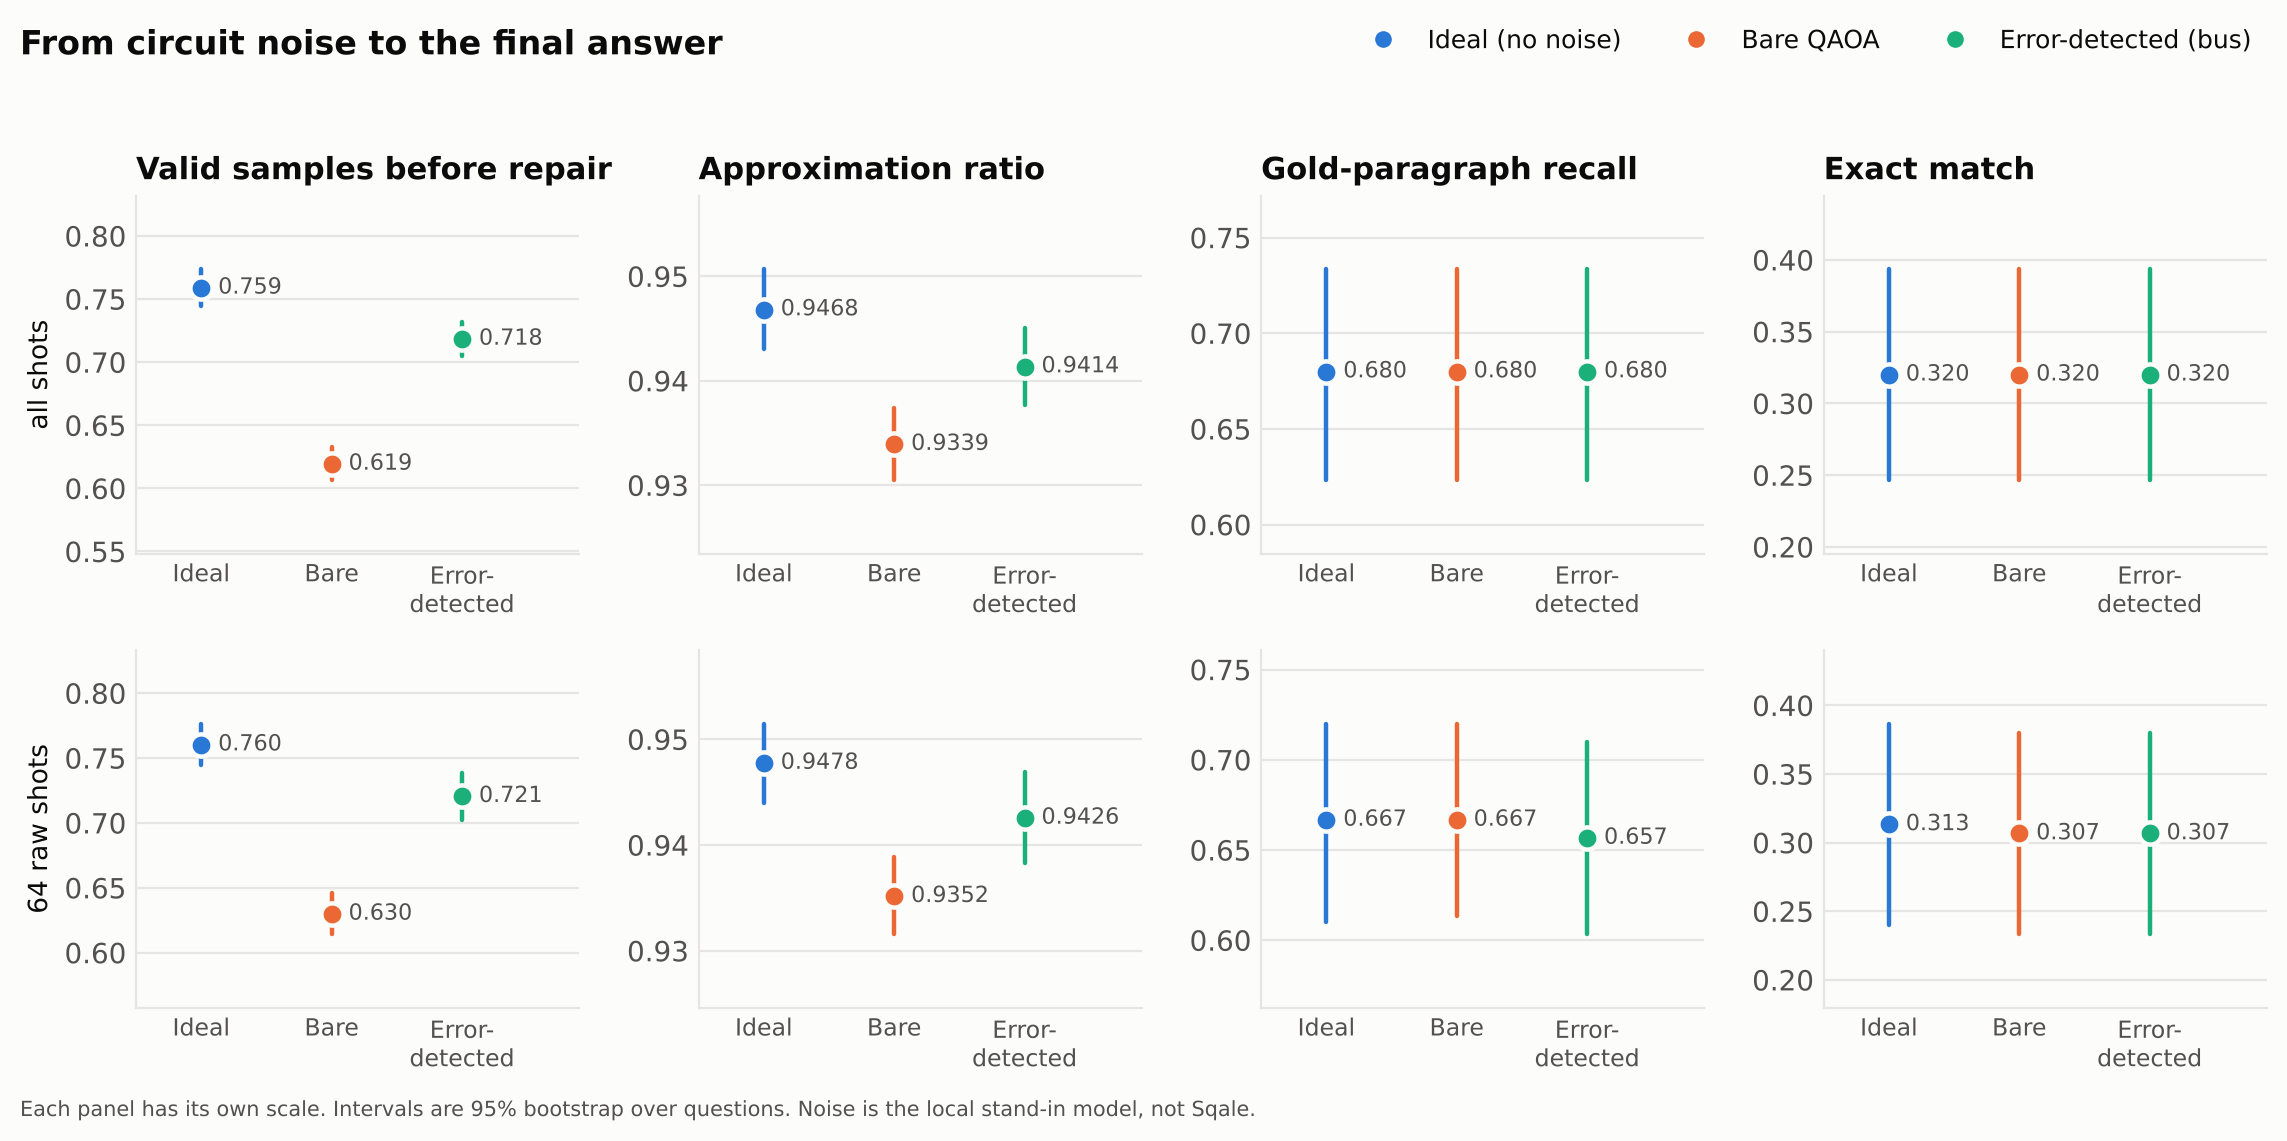 From circuit noise to the final answer
Ideal (no noise)
Bare QAOA
Error-detected (bus)
Valid samples before repair
Approximation ratio
Gold-paragraph recall
Exact match
all shots
0.80
0.75
0.70
0.65
0.60
0.55
0.759
0.619
0.718
Ideal
Bare
Error-
detected
0.95
0.94
0.93
0.9468
0.9339
0.9414
Ideal
Bare
Error-
detected
0.75
0.70
0.65
0.60
0.680
0.680
0.680
Ideal
Bare
Error-
detected
0.40
0.35
0.30
0.25
0.20
0.320
0.320
0.320
Ideal
Bare
Error-
detected
64 raw shots
0.80
0.75
0.70
0.65
0.60
0.760
0.630
0.721
Ideal
Bare
Error-
detected
0.95
0.94
0.93
0.9478
0.9352
0.9426
Ideal
Bare
Error-
detected
0.75
0.70
0.65
0.60
0.667
0.667
0.657
Ideal
Bare
Error-
detected
0.40
0.35
0.30
0.25
0.20
0.313
0.307
0.307
Ideal
Bare
Error-
detected
Each panel has its own scale. Intervals are 95% bootstrap over questions. Noise is the local stand-in model, not Sqale.